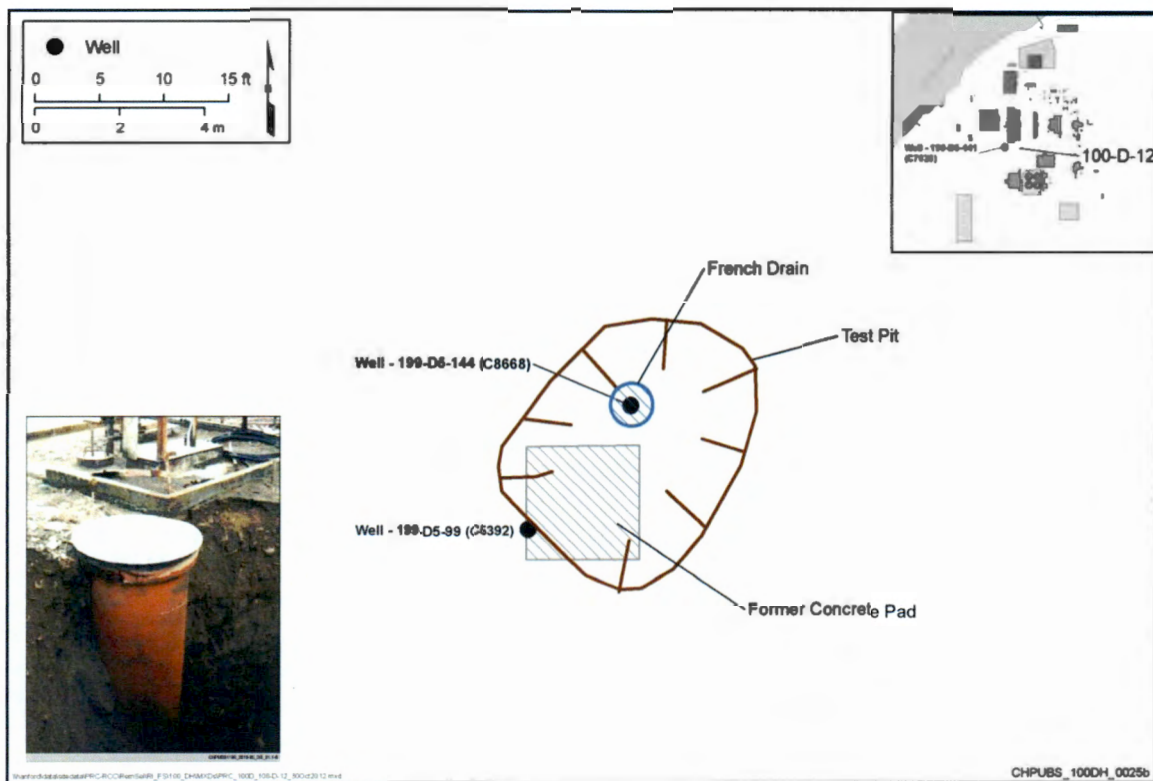 Well
0 5 10 15 ft
0 2 4 m
100-D-12
French Drain
Test Pit
Well - 199-D5-144 (C8668)
Well - 199-D5-99 (C5392)
Former Concrete Pad
CHPUBS_100DH_0025b